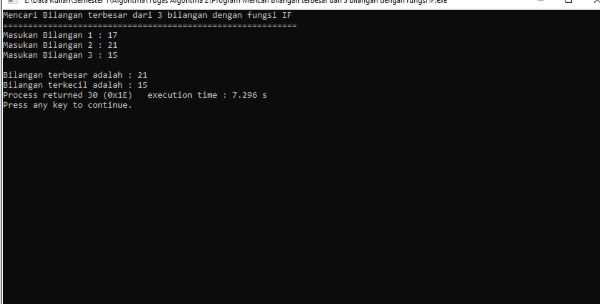 E:\Data Kuliah\Semester 1\Algoritma\Tugas Algoritma 2\Program Mencari Bilangan terbesar dari 3 bilangan dengan fungsi IF.exe
Mencari Bilangan terbesar dari 3 bilangan dengan fungsi IF
==========================================================
Masukan Bilangan 1 : 17
Masukan Bilangan 2 : 21
Masukan Bilangan 3 : 15
Bilangan terbesar adalah : 21
Bilangan terkecil adalah : 15
Process returned 30 (0x1E)   execution time : 7.296 s
Press any key to continue.